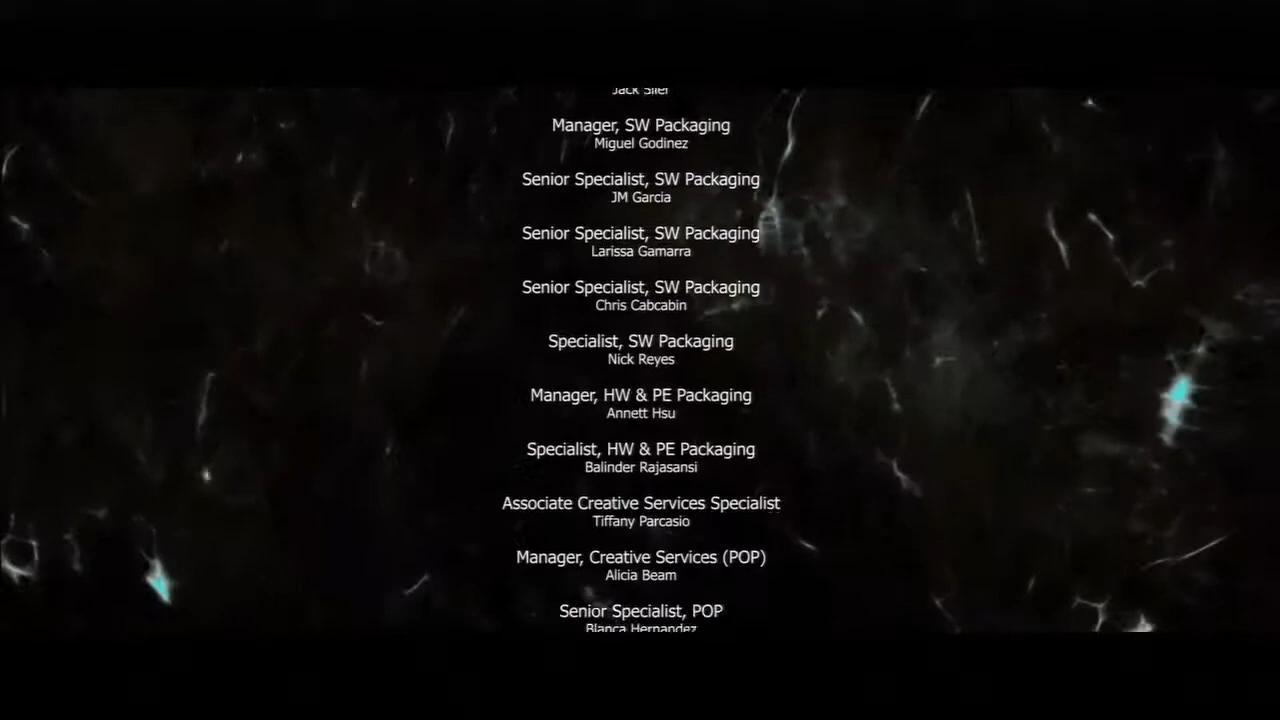 Manager, SW Packaging
Miguel Godinez
Senior Specialist, SW Packaging
JM Garcia
Senior Specialist, SW Packaging
Larissa Gamarra
Senior Specialist, SW Packaging
Chris Cabcabin
Specialist, SW Packaging
Nick Reyes
Manager, HW & PE Packaging
Annett Hsu
Specialist, HW & PE Packaging
Balinder Rajasansi
Associate Creative Services Specialist
Tiffany Parcasio
Manager, Creative Services (POP)
Alicia Beam
Senior Specialist, POP
Blanca Hernandez